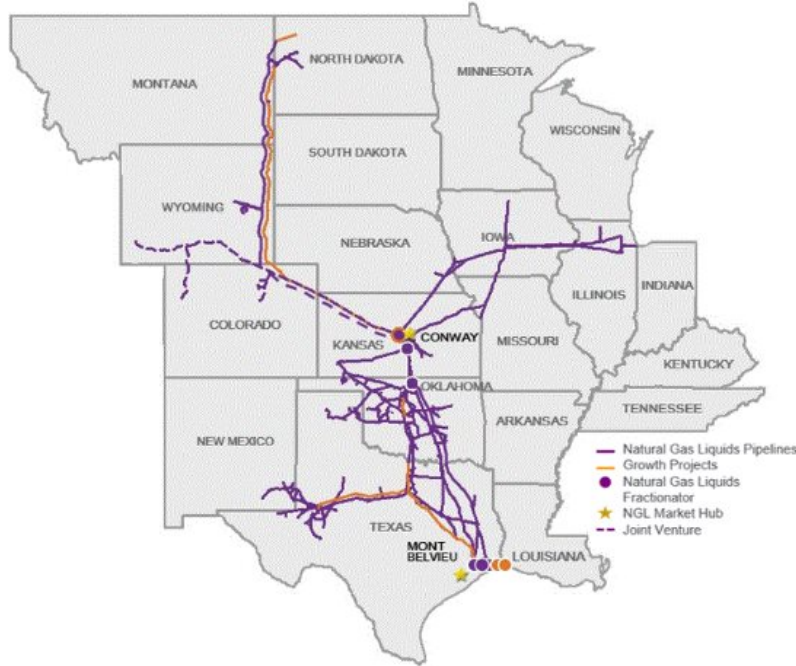 NORTH DAKOTA
MINNESOTA
MONTANA
WISCONSIN
SOUTH DAKOTA
WYOMING
IOWA
NEBRASKA
ILLINOIS
INDIANA
COLORADO
CONWAY
KANSAS
MISSOURI
KENTUCKY
OKLAHOMA
ARKANSAS
TENNESSEE
NEW MEXICO
Natural Gas Liquids Pipelines
Growth Projects
Natural Gas Liquids
Fractionator
NGL Market Hub
Joint Venture
TEXAS
MONT
BELVIEU
LOUISIANA